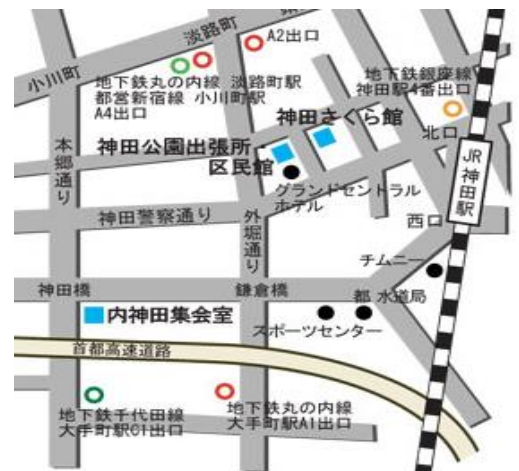 淡路町
A2出口
小川町
地下鉄丸の内線 淡路町駅
都営新宿線 小川町駅
A4出口
地下鉄銀座線
神田駅4番出口
神田さくら館
北口
本郷通り
神田公園出張所・
区民館
JR神田駅
グランドセントラル
ホテル
神田警察通り
外堀通り
西口
チムニー
神田橋
鎌倉橋
都 水道局
内神田集会室
スポーツセンター
首都高速道路
地下鉄千代田線
大手町駅C1出口
地下鉄丸の内線
大手町駅A1出口